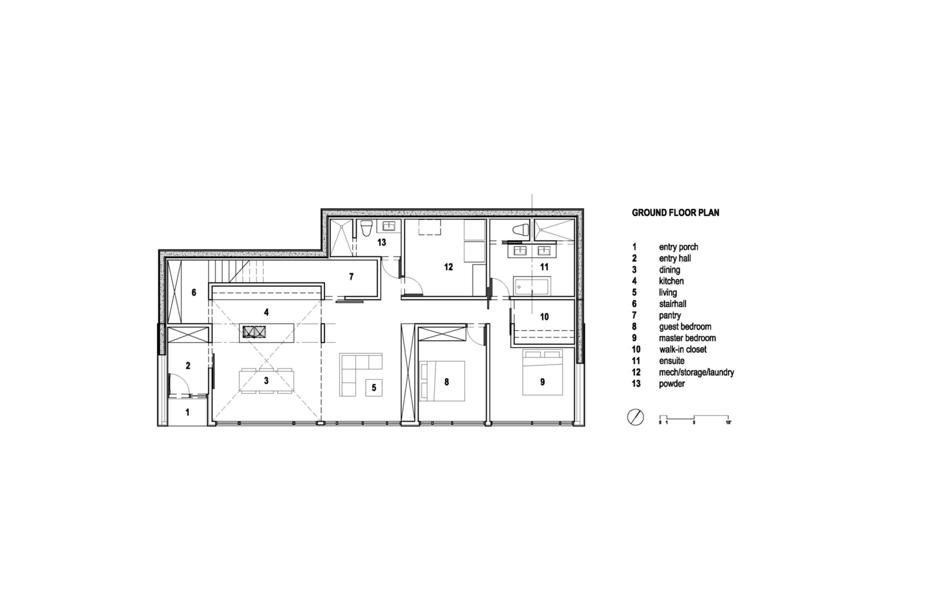 GROUND FLOOR PLAN
1 entry porch
2 entry hall
3 dining
4 kitchen
5 living
6 stairhall
7 pantry
8 guest bedroom
9 master bedroom
10 walk-in closet
11 ensuite
12 mech/storage/laundry
13 powder
13
7
12
11
6
4
10
2
3
5
8
9
1
0 1 5 10'